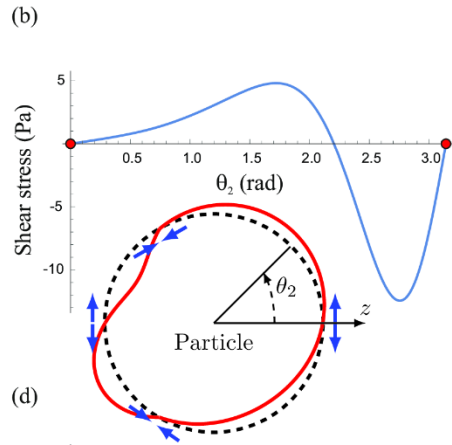 (b)
5
Shear stress (Pa)
0
0.5 1.0 1.5 2.0 2.5 3.0
θ₂ (rad)
-5
-10
θ₂
z
Particle
(d)